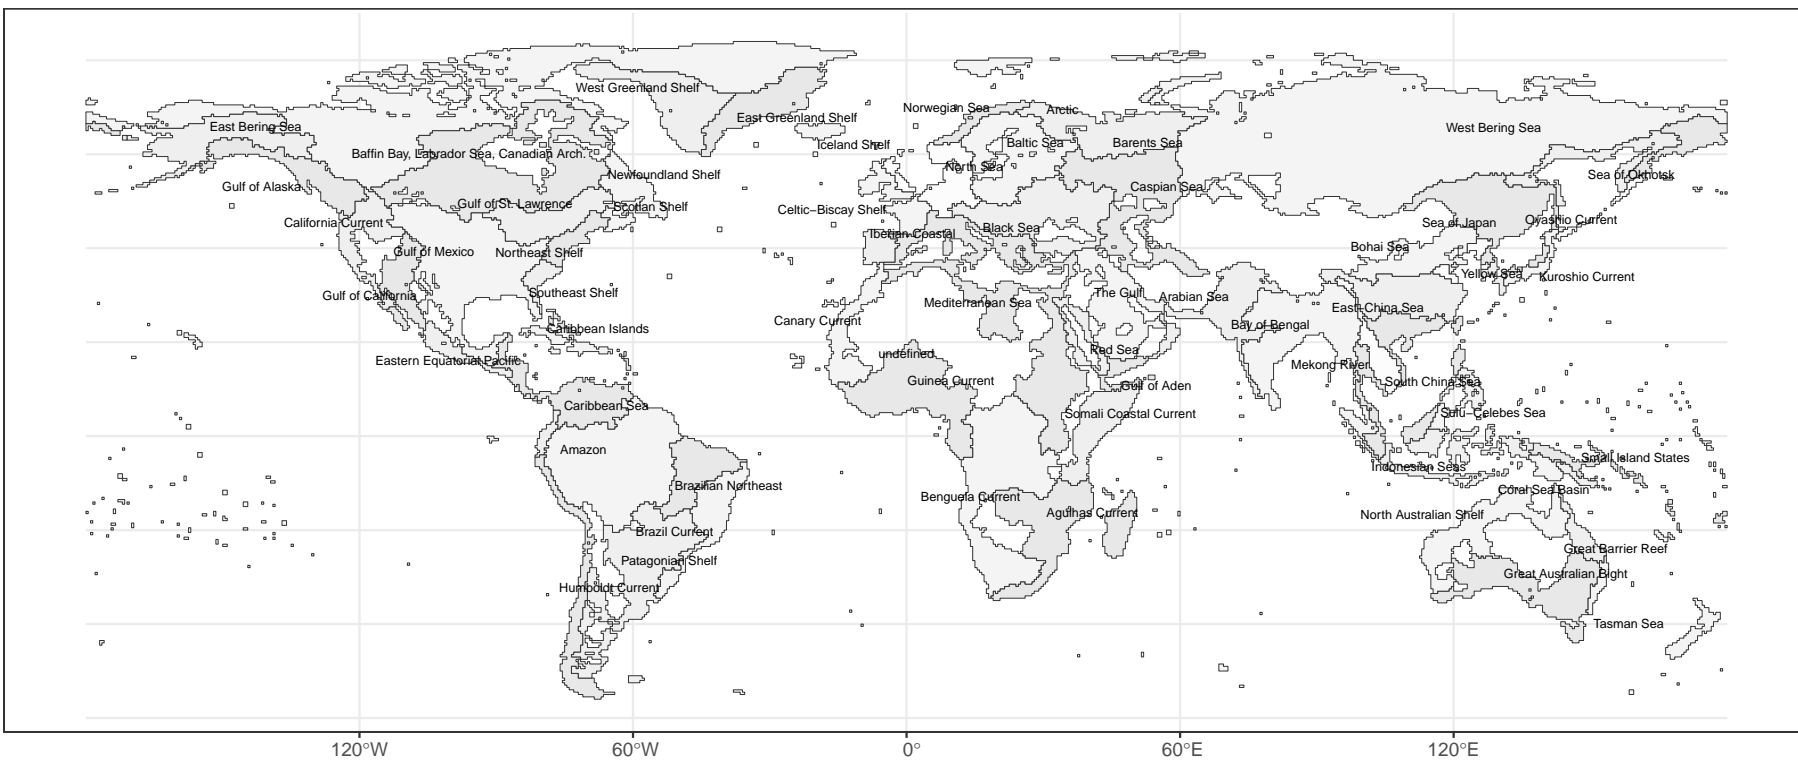 West Greenland Shelf
Norwegian Sea
Arctic
East Greenland Shelf
East Bering Sea
West Bering Sea
Iceland Shelf
Baltic Sea
Barents Sea
Baffin Bay, Labrador Sea, Canadian Arch.
North Sea
Newfoundland Shelf
Sea of Okhotsk
Gulf of Alaska
Caspian Sea
Gulf of St-Lawrence
Scotian Shelf
Celtic-Biscay Shelf
California Current
Sea of Japan
Oyashio Current
Iberian Coastal
Black Sea
Bohai Sea
Gulf of Mexico
Northeast Shelf
Yellow Sea
Kuroshio Current
Gulf of California
Southeast Shelf
The Gulf
Arabian Sea
Mediterranean Sea
East-China Sea
Canary Current
Bay of Bengal
Caribbean Islands
Red Sea
undefined
Eastern Equatorial Pacific
Mekong River
Guinea Current
Gulf of Aden
South China Sea
Caribbean Sea
Somali Coastal Current
Sulu-Celebes Sea
Amazon
Small Island States
Indonesian Seas
Brazilian Northeast
Coral Sea Basin
Benguela Current
Agulhas Current
North Australian Shelf
Brazil Current
Great Barrier Reef
Patagonian Shelf
Great Australian Bight
Humboldt Current
Tasman Sea
120°W
60°W
0°
60°E
120°E